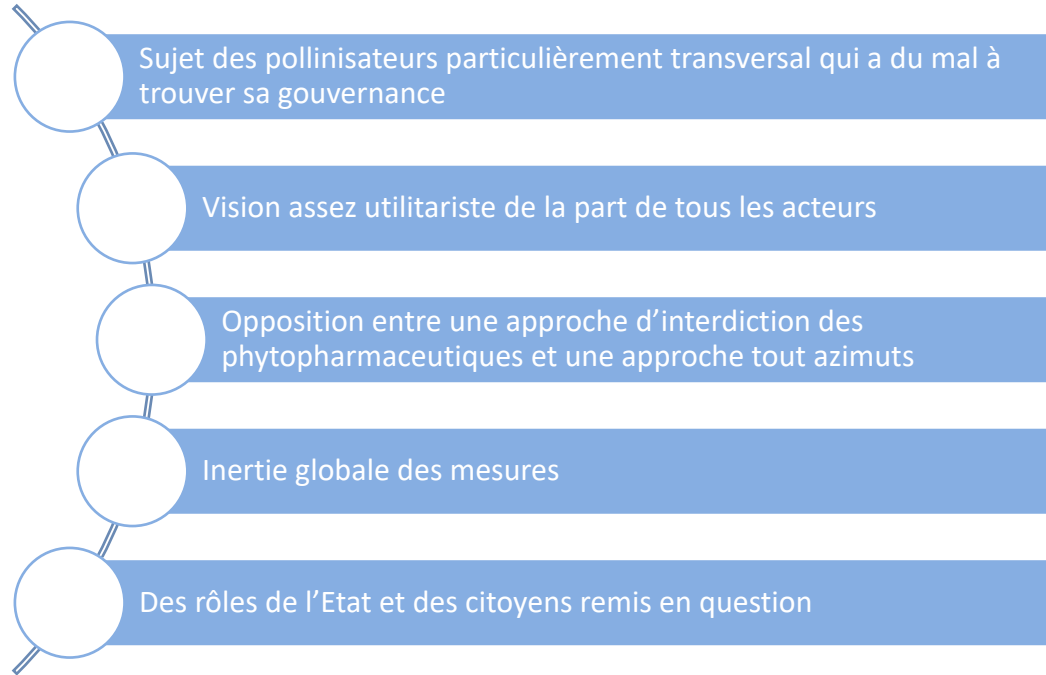 Sujet des pollinisateurs particulièrement transversal qui a du mal à
trouver sa gouvernance
Vision assez utilitariste de la part de tous les acteurs
Opposition entre une approche d’interdiction des
phytopharmaceutiques et une approche tout azimuts
Inertie globale des mesures
Des rôles de l’Etat et des citoyens remis en question